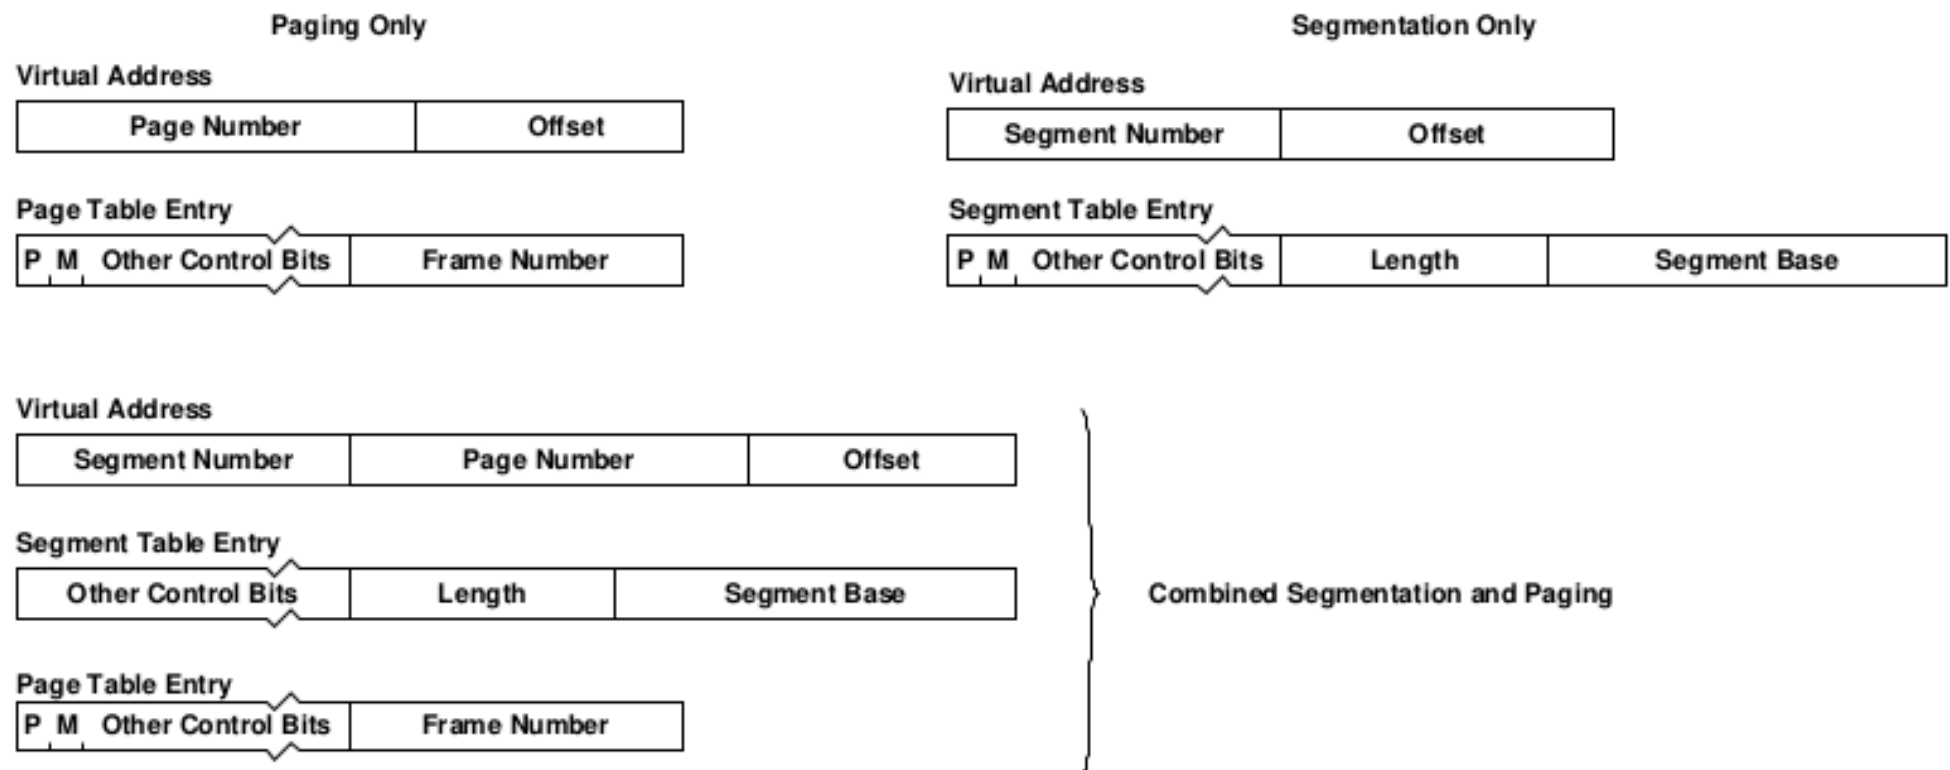 Paging Only
Virtual Address
Page Number Offset
Page Table Entry
P M Other Control Bits Frame Number
Segmentation Only
Virtual Address
Segment Number Offset
Segment Table Entry
P M Other Control Bits Length Segment Base
Virtual Address
Segment Number Page Number Offset
Segment Table Entry
Other Control Bits Length Segment Base
Page Table Entry
P M Other Control Bits Frame Number
Combined Segmentation and Paging